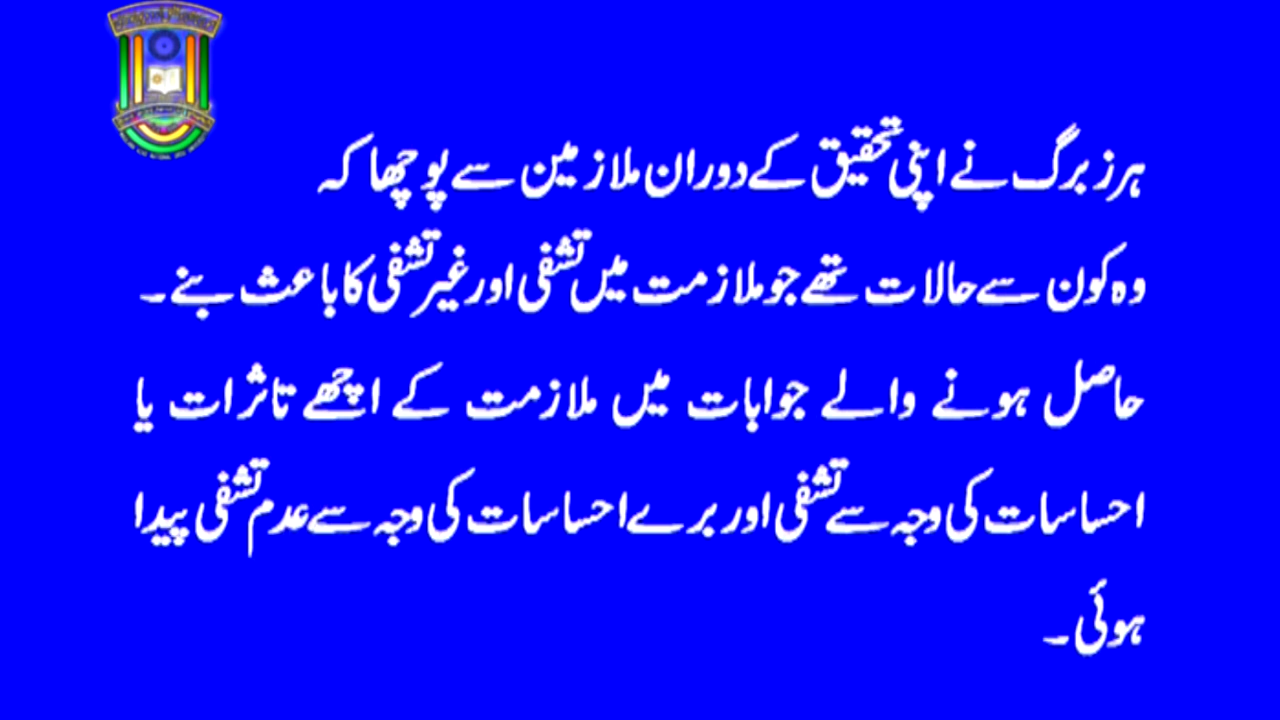 ہرزبرگ نے اپنی تحقیق کے دوران ملازمین سے پوچھا کہ
وہ کون سے حالات تھے جو ملازمت میں تشفی اور غیر تشفی کا باعث بنے۔
حاصل ہونے والے جوابات میں ملازمت کے اچھے تاثرات یا
احساسات کی وجہ سے تشفی اور برے احساسات کی وجہ سے عدم تشفی پیدا
ہوئی۔